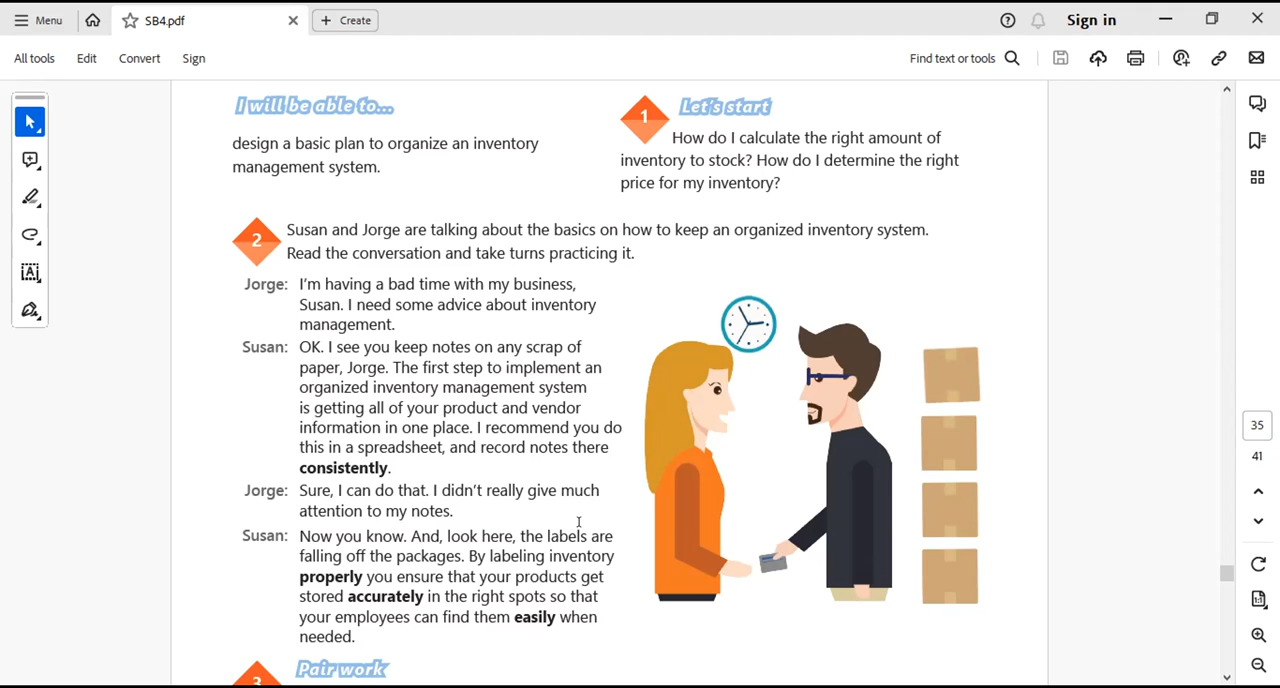 Menu
SB4.pdf
Create
Sign in
All tools
Edit
Convert
Sign
Find text or tools
I will be able to...
design a basic plan to organize an inventory
management system.
1
Let's start
How do I calculate the right amount of
inventory to stock? How do I determine the right
price for my inventory?
2
Susan and Jorge are talking about the basics on how to keep an organized inventory system.
Read the conversation and take turns practicing it.
Jorge: I'm having a bad time with my business,
Susan. I need some advice about inventory
management.
Susan: OK. I see you keep notes on any scrap of
paper, Jorge. The first step to implement an
organized inventory management system
is getting all of your product and vendor
information in one place. I recommend you do
this in a spreadsheet, and record notes there
consistently.
Jorge: Sure, I can do that. I didn't really give much
attention to my notes.
Susan: Now you know. And, look here, the labels are
falling off the packages. By labeling inventory
properly you ensure that your products get
stored accurately in the right spots so that
your employees can find them easily when
needed.
3
Pair work
35
41